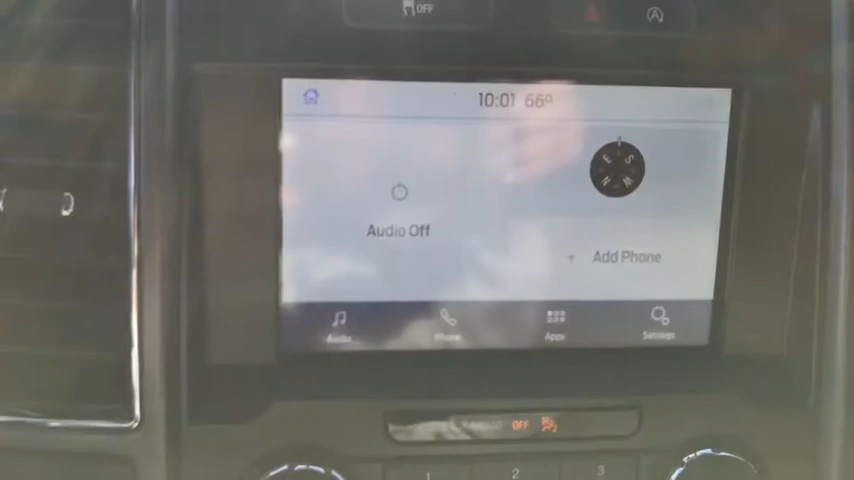 OFF
10:01 66°
E S
N W
Audio Off
+ Add Phone
Audio Phone Apps Settings
OFF
1 2 3